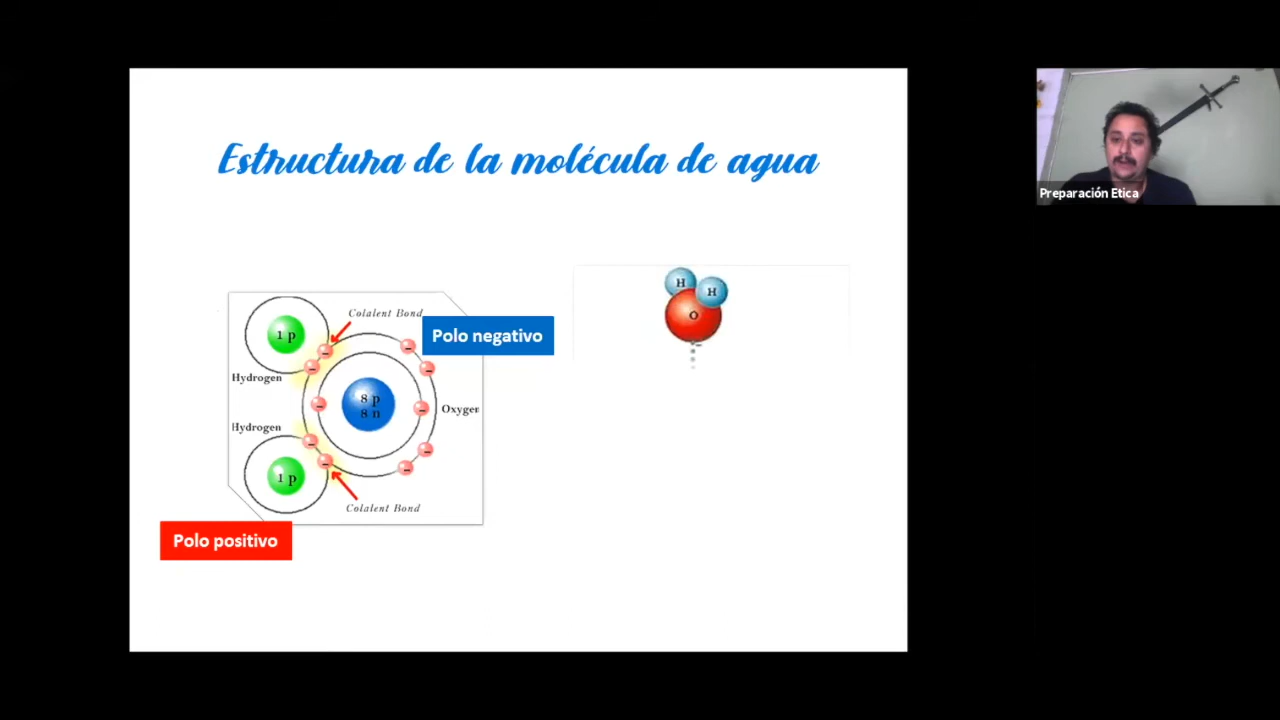 Estructura de la molécula de agua
Preparación Etica
Colalent Bond
1 p
Polo negativo
Hydrogen
8 p
8 n
Oxygen
Hydrogen
1 p
Colalent Bond
Polo positivo
H
H
O